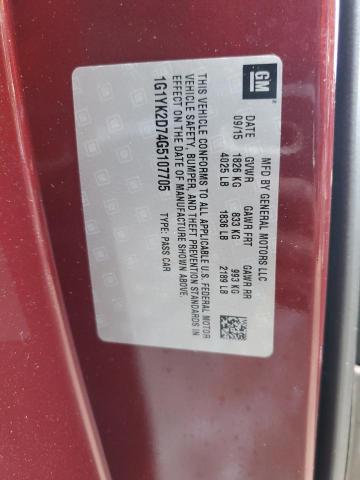 GM
MFD BY GENERAL MOTORS LLC
DATE GVWR GAWR FRT GAWR RR
09/15 1826 KG 833 KG 993 KG
4025 LB 1836 LB 2189 LB
THIS VEHICLE CONFORMS TO ALL APPLICABLE U.S. FEDERAL MOTOR
VEHICLE SAFETY, BUMPER, AND THEFT PREVENTION STANDARDS IN
EFFECT ON THE DATE OF MANUFACTURE SHOWN ABOVE.
1G1YK2D74G5107705 TYPE: PASS CAR